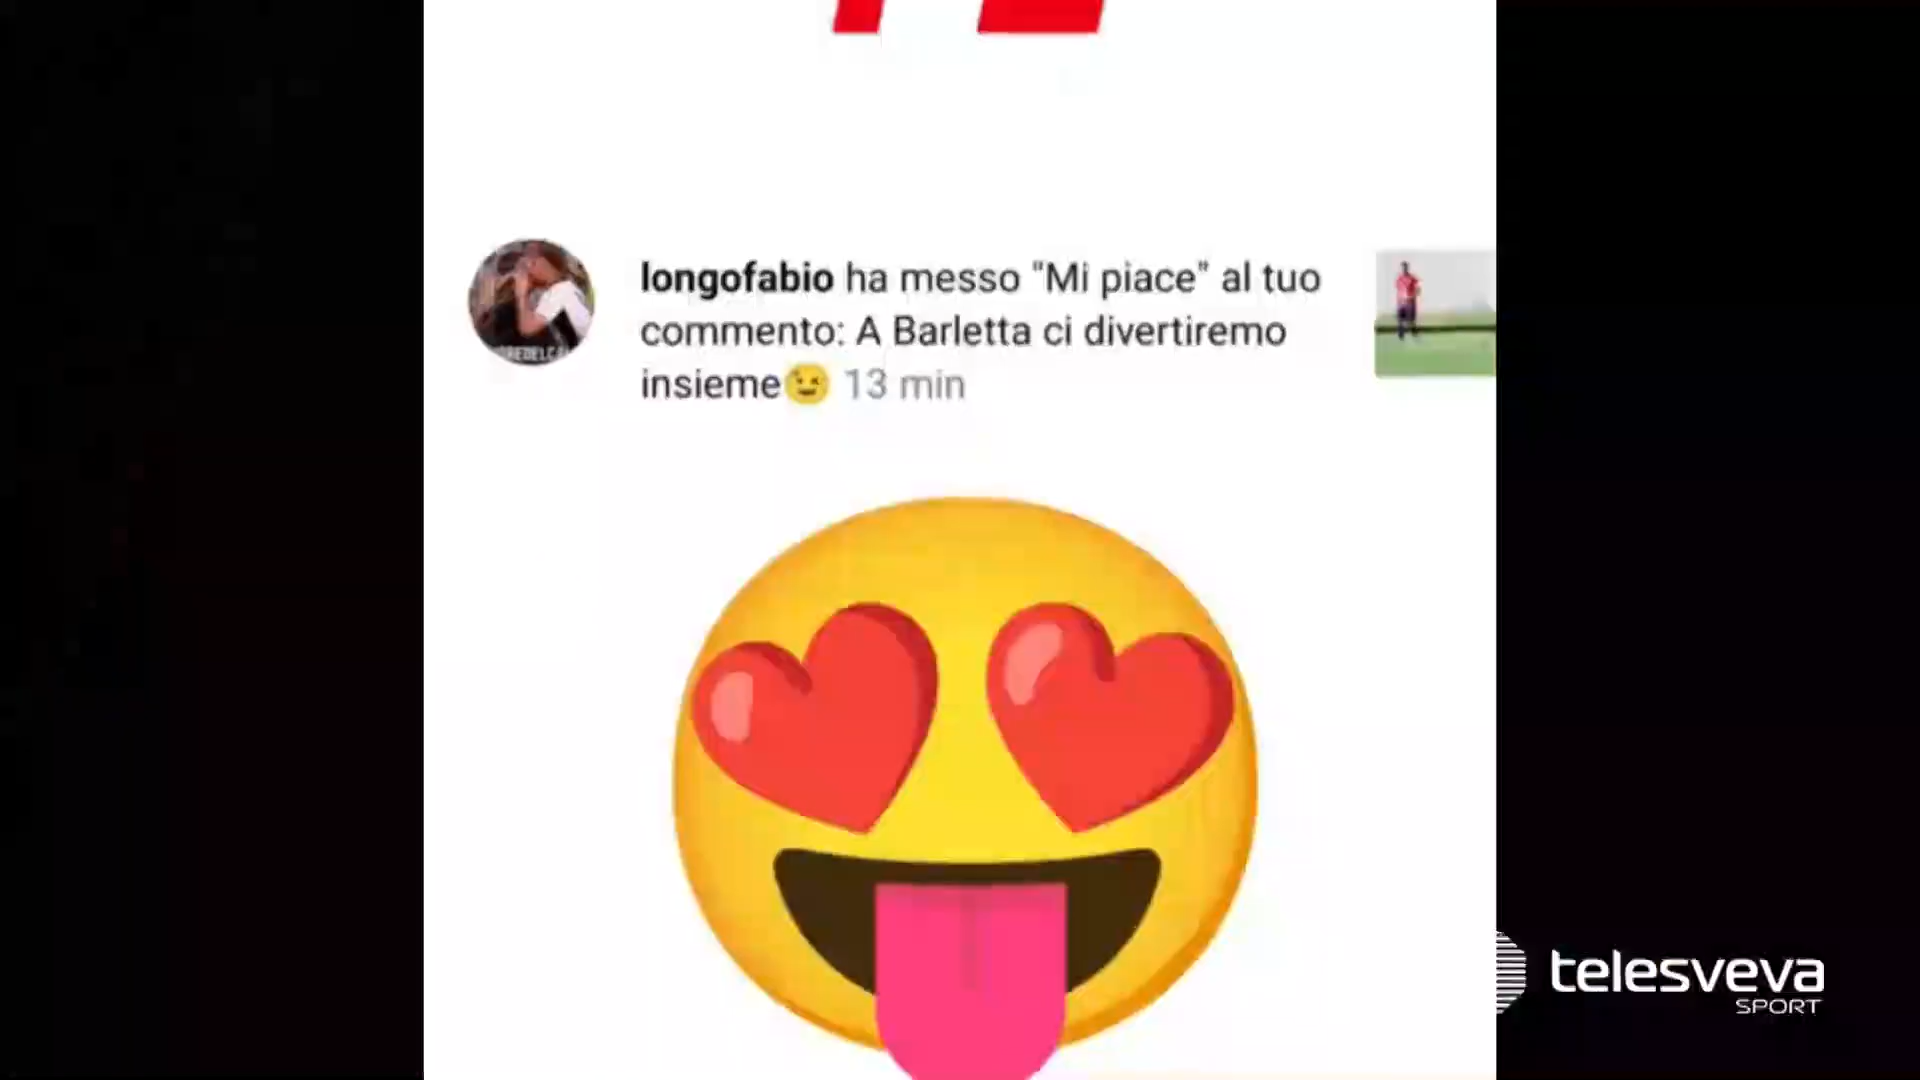 longofabio ha messo "Mi piace" al tuo
commento: A Barletta ci divertiremo
insieme😉 13 min
telesveva
SPORT